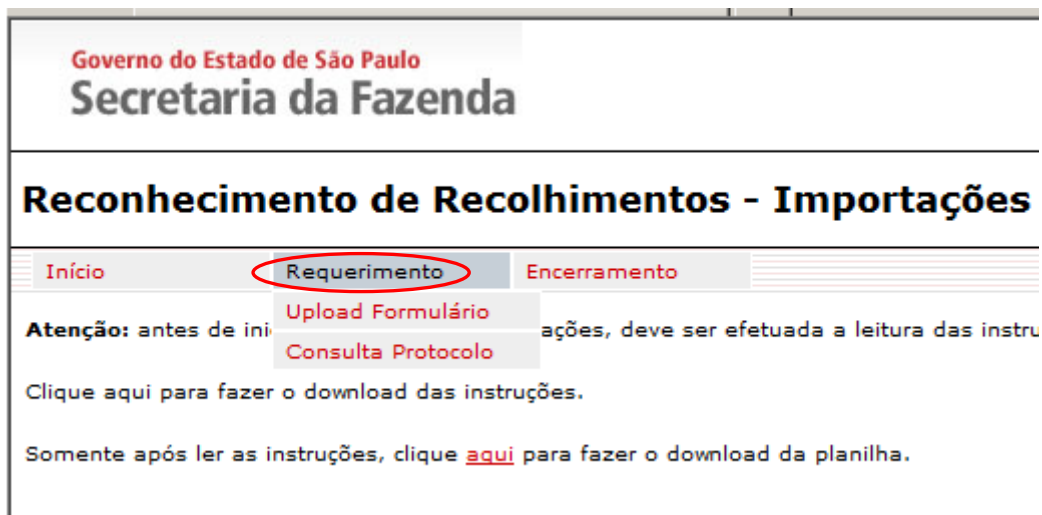 Governo do Estado de São Paulo
Secretaria da Fazenda
Reconhecimento de Recolhimentos - Importações
Início Requerimento Encerramento
Upload Formulário
Atenção: antes de ini ações, deve ser efetuada a leitura das instru
Consulta Protocolo
Clique aqui para fazer o download das instruções.
Somente após ler as instruções, clique aqui para fazer o download da planilha.